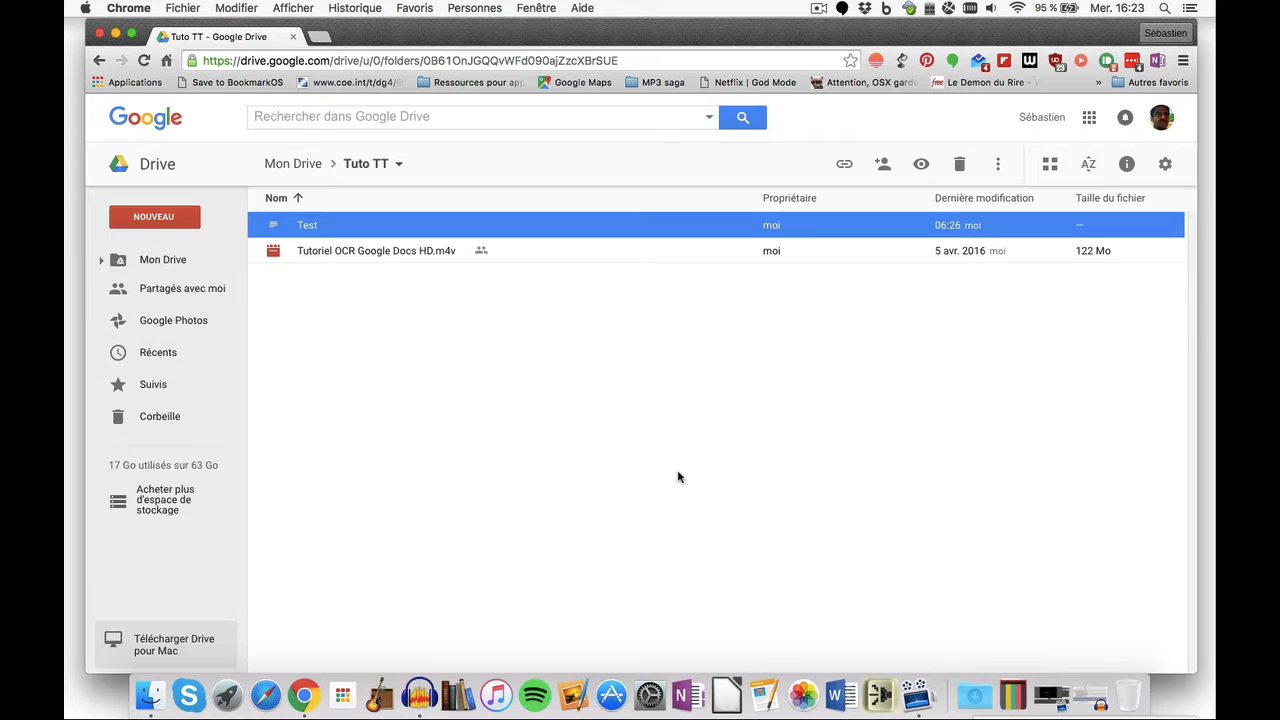 Chrome Fichier Modifier Afficher Historique Favoris Personnes Fenêtre Aide 95 % Mer. 16:23
Tuto TT - Google Drive Sébastien
https://drive.google.com/drive/u/0/folders/0B61OnJGQQvWFd090ajZzcXBrSUE
Applications Save to BookmarkOS www.coe.int/t/dg4/lin Ressources pour app Google Maps MP3 saga Netflix | God Mode Attention, OSX garde Le Demon du Rire - » Autres favoris
Google Rechercher dans Google Drive Sébastien
Drive Mon Drive > Tuto TT
Nom Propriétaire Dernière modification Taille du fichier
NOUVEAU
Test moi 06:26 moi —
Tutoriel OCR Google Docs HD.m4v moi 5 avr. 2016 moi 122 Mo
Mon Drive
Partagés avec moi
Google Photos
Récents
Suivis
Corbeille
17 Go utilisés sur 63 Go
Acheter plus
d'espace de
stockage
Télécharger Drive
pour Mac